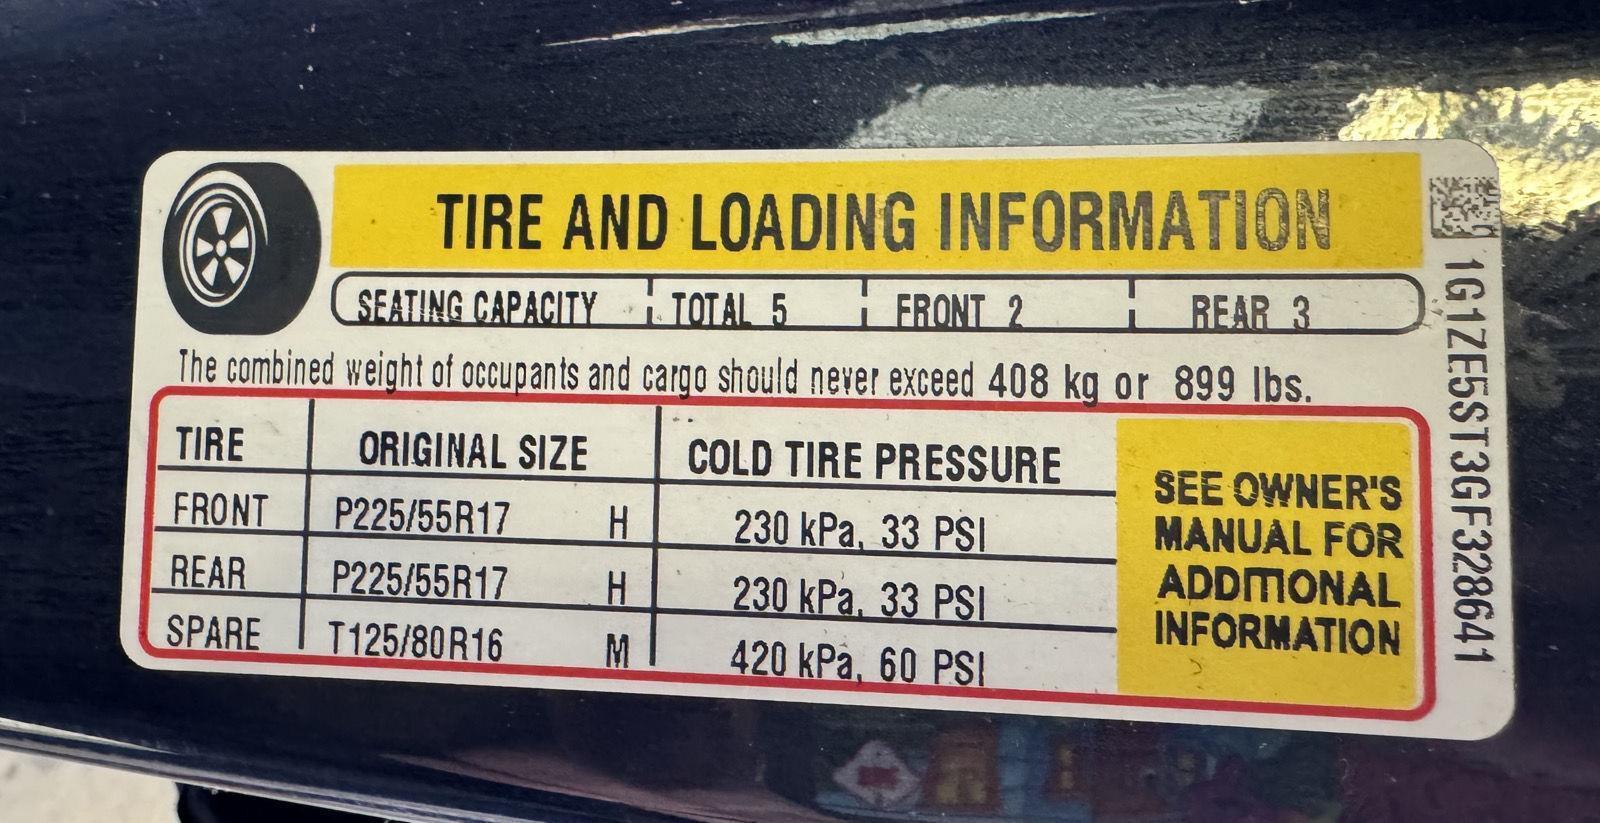 TIRE AND LOADING INFORMATION
SEATING CAPACITY TOTAL 5 FRONT 2 REAR 3
The combined weight of occupants and cargo should never exceed 408 kg or 899 lbs.
TIRE ORIGINAL SIZE COLD TIRE PRESSURE
FRONT P225/55R17 H 230 kPa, 33 PSI
REAR P225/55R17 H 230 kPa, 33 PSI
SPARE T125/80R16 M 420 kPa, 60 PSI
SEE OWNER'S
MANUAL FOR
ADDITIONAL
INFORMATION
1G1ZE5ST3GF328641